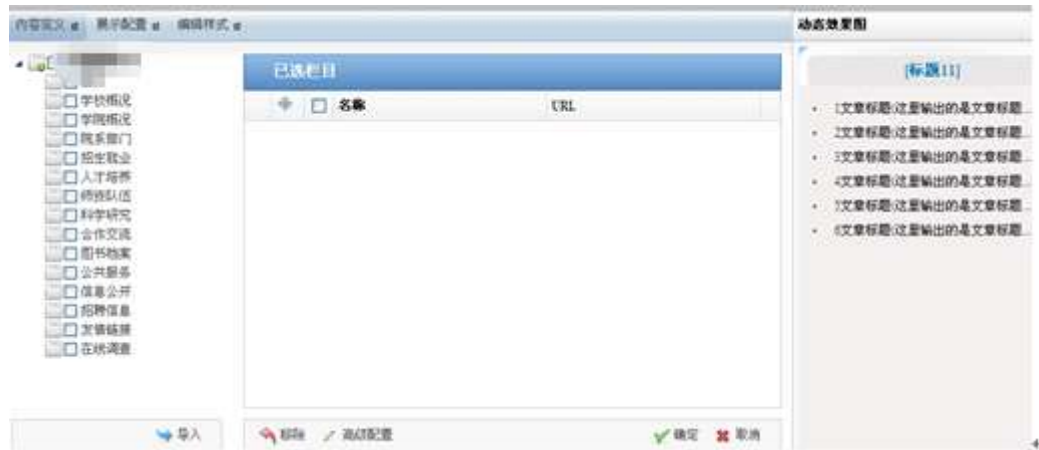 内容定义 展示配置 编辑样式
动态效果图
已选栏目
名称 URL
学校概况
学院概况
院系部门
招生就业
人才培养
师资队伍
科学研究
合作交流
图书档案
公共服务
信息公开
招聘信息
友情链接
在线调查
导入
移除 高级配置 确定 取消
[标题11]
1文章标题:这里输出的是文章标题...
2文章标题:这里输出的是文章标题...
3文章标题:这里输出的是文章标题...
4文章标题:这里输出的是文章标题...
5文章标题:这里输出的是文章标题...
6文章标题:这里输出的是文章标题...